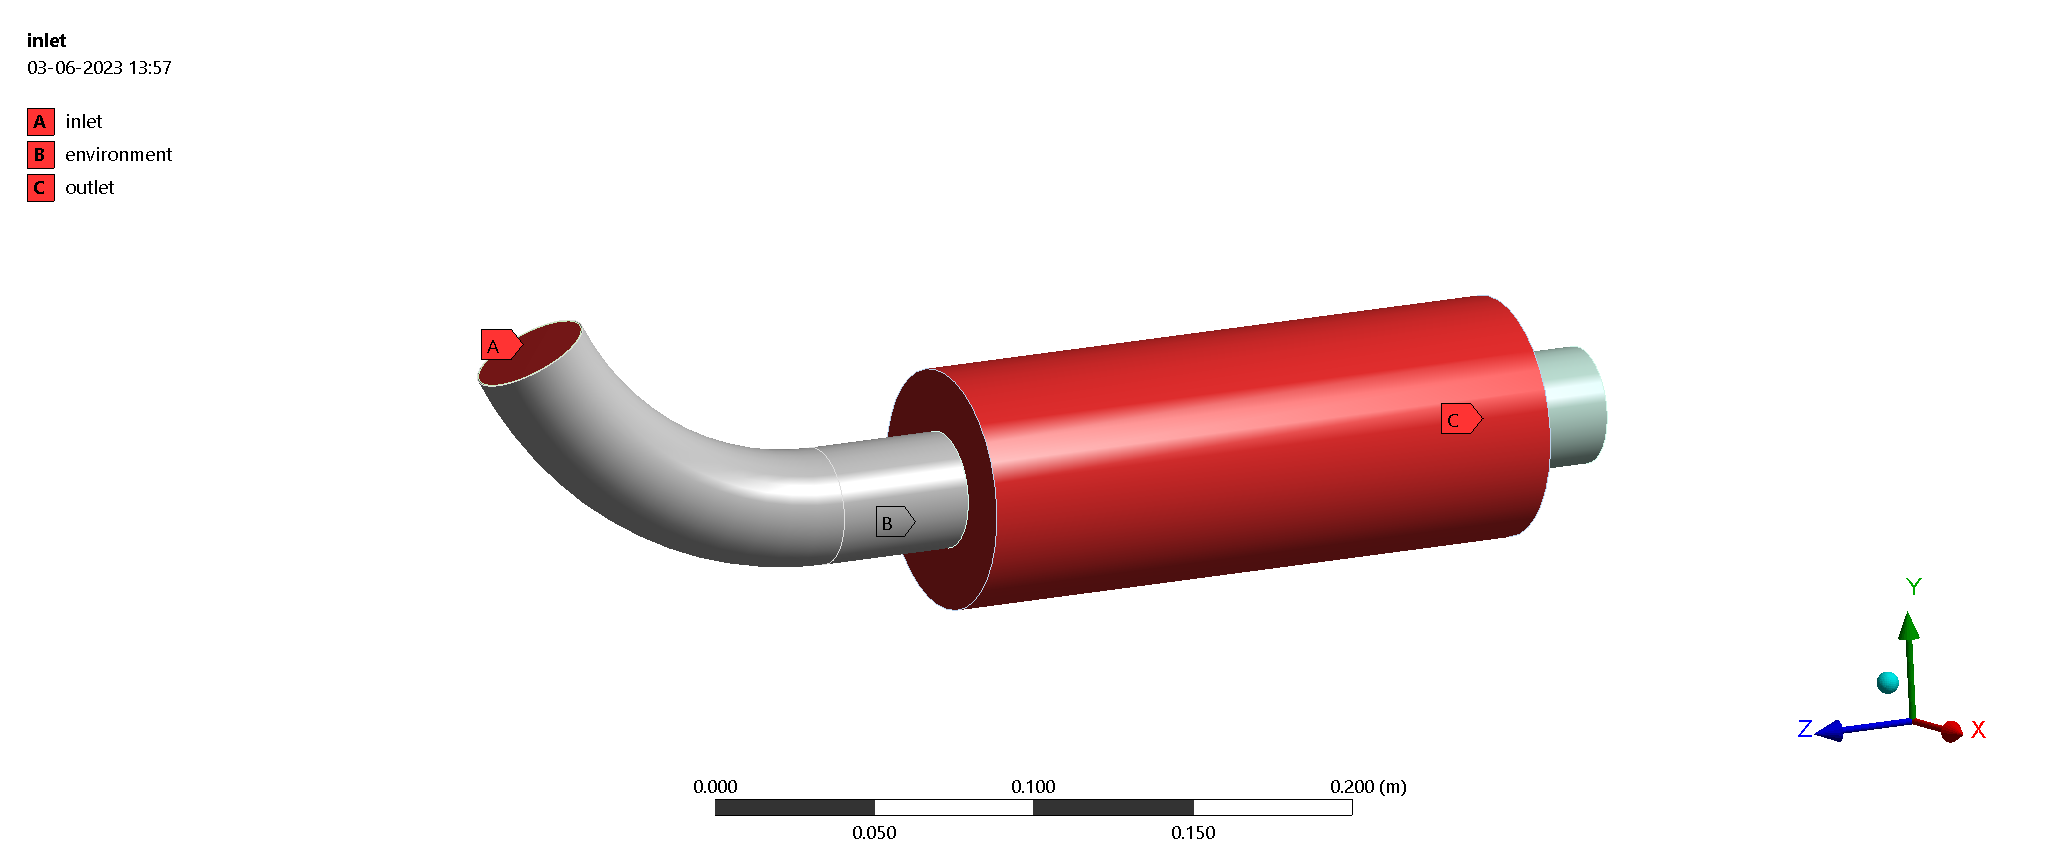 inlet
03-06-2023 13:57
A inlet
B environment
C outlet
A
B
C
Y
Z
X
0.000 0.100 0.200 (m)
0.050 0.150